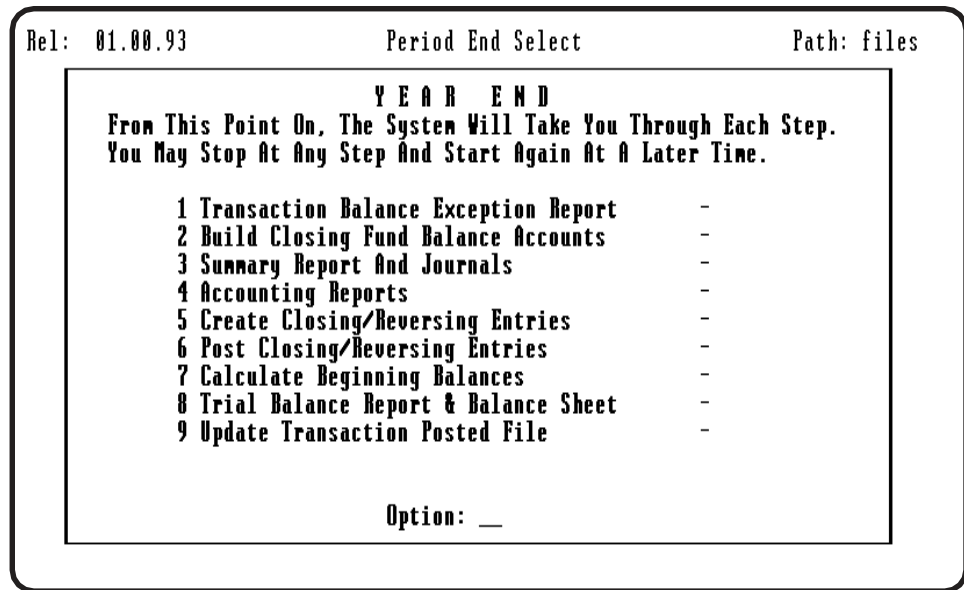 Rel: 01.00.93 Period End Select Path: files
Y E A R E N D
From This Point On, The System Will Take You Through Each Step.
You May Stop At Any Step And Start Again At A Later Time.
1 Transaction Balance Exception Report -
2 Build Closing Fund Balance Accounts -
3 Summary Report And Journals -
4 Accounting Reports -
5 Create Closing/Reversing Entries -
6 Post Closing/Reversing Entries -
7 Calculate Beginning Balances -
8 Trial Balance Report & Balance Sheet -
9 Update Transaction Posted File -
Option: __